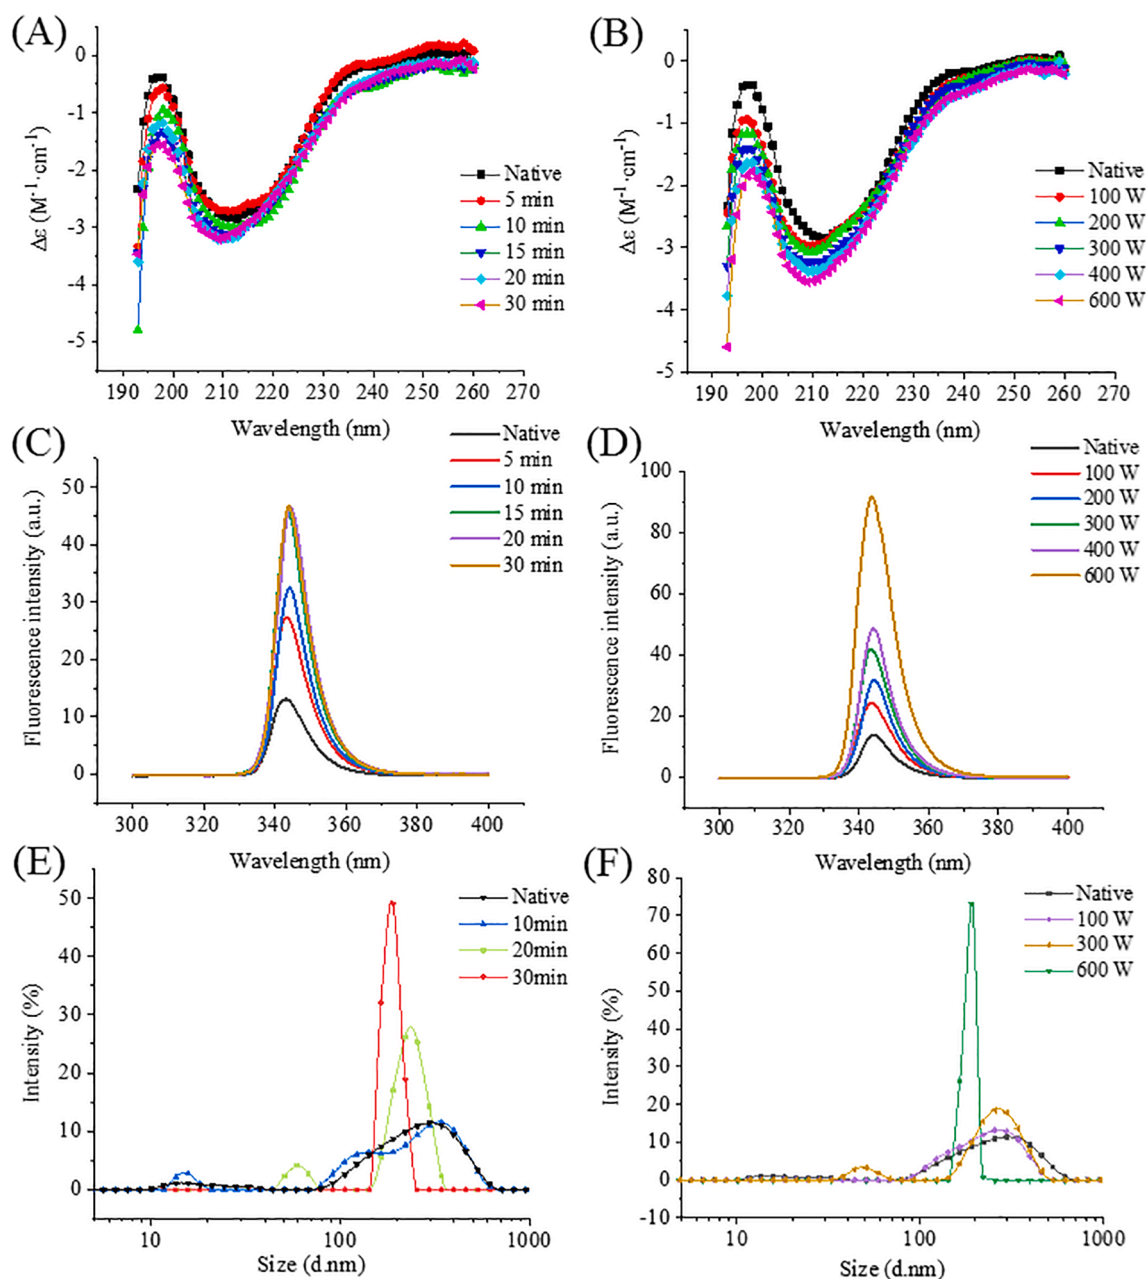 (A)
0
-1
-2
-3
-4
-5
Δε (M⁻¹·cm⁻¹)
190 200 210 220 230 240 250 260 270
Wavelength (nm)
Native
5 min
10 min
15 min
20 min
30 min
(B)
0
-1
-2
-3
-4
-5
Δε (M⁻¹·cm⁻¹)
190 200 210 220 230 240 250 260 270
Wavelength (nm)
Native
100 W
200 W
300 W
400 W
600 W
(C)
50
40
30
20
10
0
Fluorescence intensity (a.u.)
300 320 340 360 380 400
Wavelength (nm)
Native
5 min
10 min
15 min
20 min
30 min
(D)
100
80
60
40
20
0
Fluorescence intensity (a.u.)
300 320 340 360 380 400
Wavelength (nm)
Native
100 W
200 W
300 W
400 W
600 W
(E)
50
40
30
20
10
0
Intensity (%)
10 100 1000
Size (d.nm)
Native
10min
20min
30min
(F)
80
70
60
50
40
30
20
10
0
-10
Intensity (%)
10 100 1000
Size (d.nm)
Native
100 W
300 W
600 W